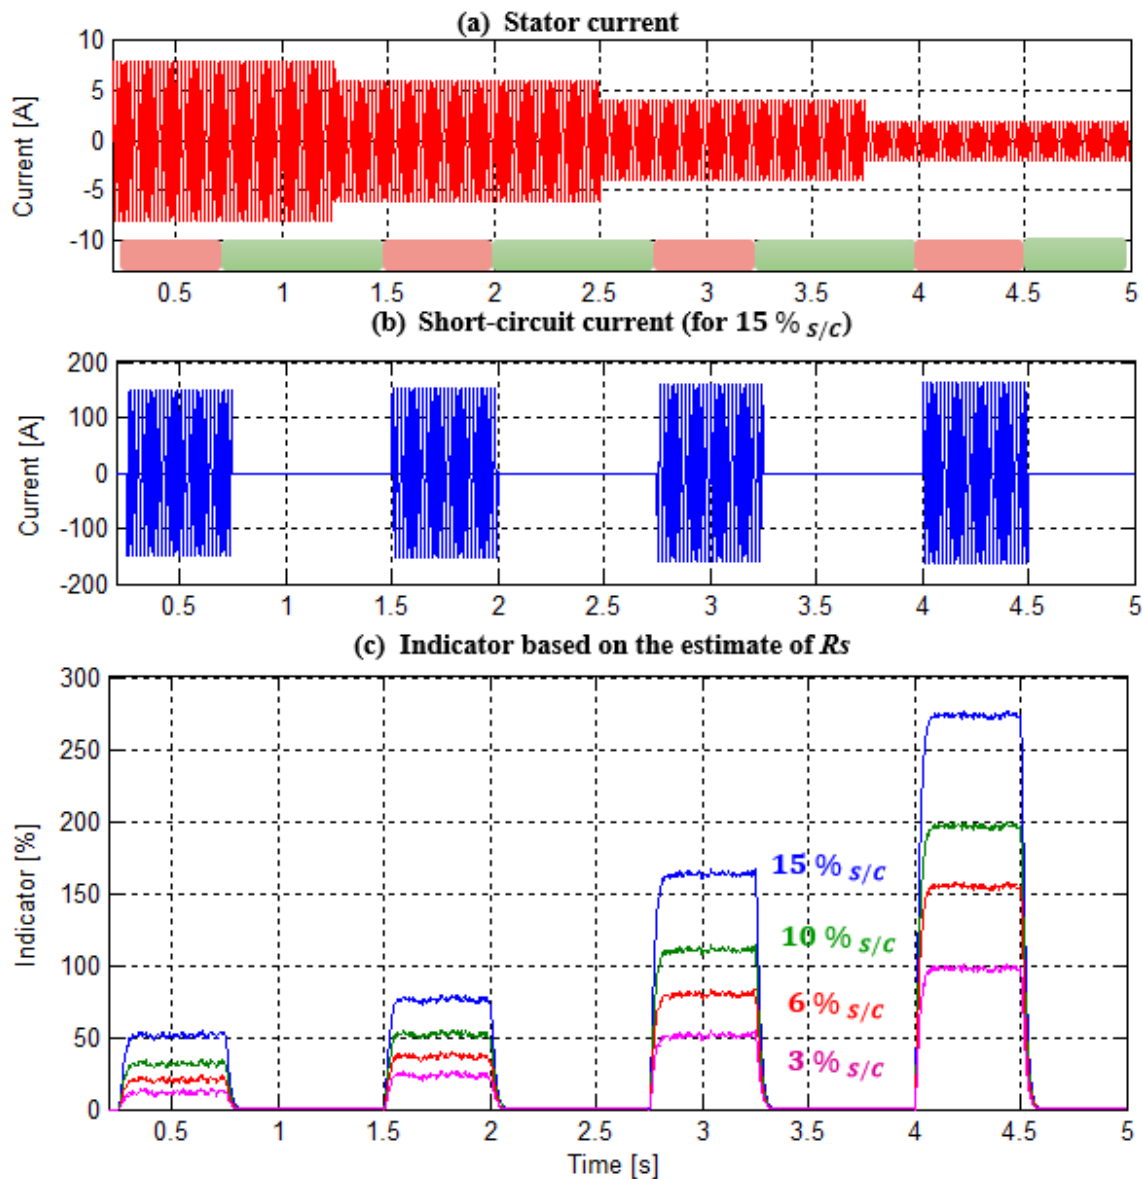 (a) Stator current
Current [A]
10
5
0
-5
-10
0.5 1 1.5 2 2.5 3 3.5 4 4.5 5
(b) Short-circuit current (for 15 % s/c)
Current [A]
200
100
0
-100
-200
0.5 1 1.5 2 2.5 3 3.5 4 4.5 5
(c) Indicator based on the estimate of Rs
Indicator [%]
300
250
200
150
100
50
0
15 % s/c
10 % s/c
6 % s/c
3 % s/c
0.5 1 1.5 2 2.5 3 3.5 4 4.5 5
Time [s]